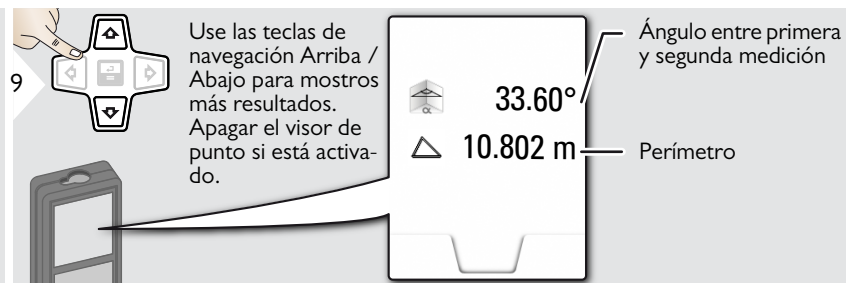 9
Use las teclas de
navegación Arriba /
Abajo para mostros
más resultados.
Apagar el visor de
punto si está activa-
do.
33.60°
10.802 m
α
Ángulo entre primera
y segunda medición
Perímetro